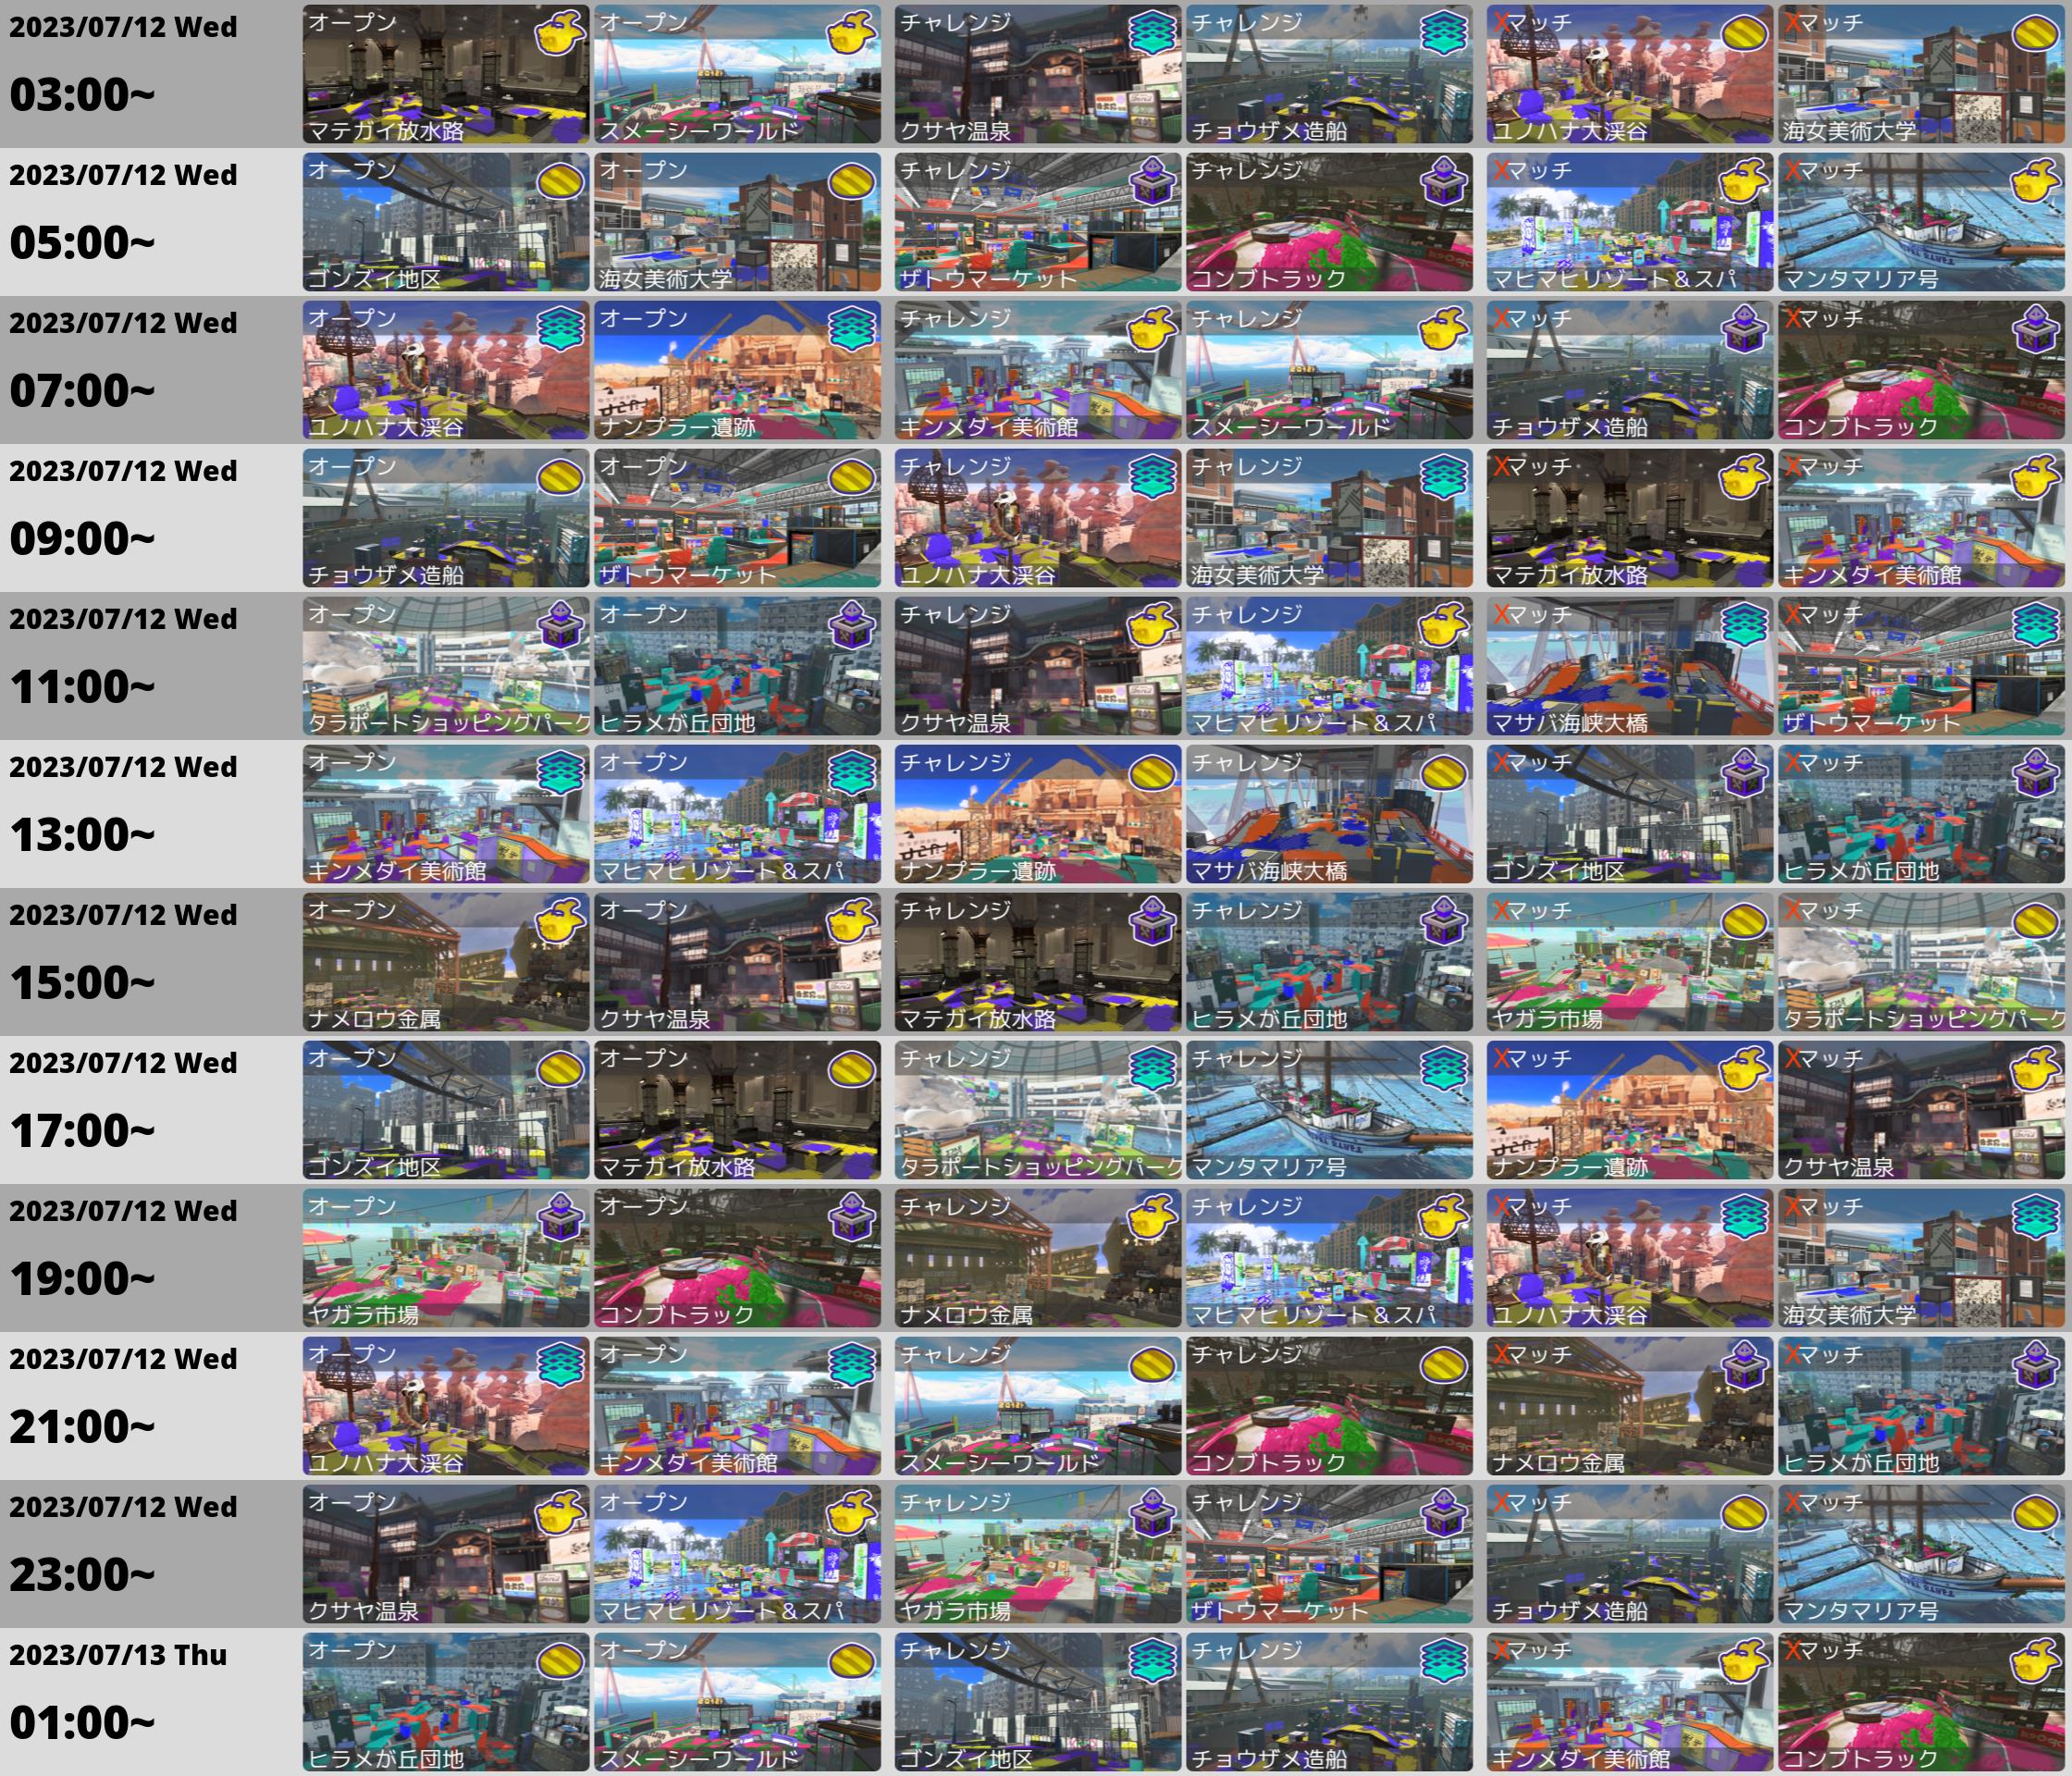 2023/07/12 Wed
03:00~
オープン
マテガイ放水路
オープン
スメーシーワールド
チャレンジ
クサヤ温泉
チャレンジ
チョウザメ造船
Xマッチ
ユノハナ大渓谷
Xマッチ
海女美術大学
2023/07/12 Wed
05:00~
オープン
ゴンズイ地区
オープン
海女美術大学
チャレンジ
ザトウマーケット
チャレンジ
コンブトラック
Xマッチ
マヒマヒリゾート&スパ
Xマッチ
マンタマリア号
2023/07/12 Wed
07:00~
オープン
ユノハナ大渓谷
オープン
ナンプラー遺跡
チャレンジ
キンメダイ美術館
チャレンジ
スメーシーワールド
Xマッチ
チョウザメ造船
Xマッチ
コンブトラック
2023/07/12 Wed
09:00~
オープン
チョウザメ造船
オープン
ザトウマーケット
チャレンジ
ユノハナ大渓谷
チャレンジ
海女美術大学
Xマッチ
マテガイ放水路
Xマッチ
キンメダイ美術館
2023/07/12 Wed
11:00~
オープン
タラポートショッピングパーク
オープン
ヒラメが丘団地
チャレンジ
クサヤ温泉
チャレンジ
マヒマヒリゾート&スパ
Xマッチ
マサバ海峡大橋
Xマッチ
ザトウマーケット
2023/07/12 Wed
13:00~
オープン
キンメダイ美術館
オープン
マヒマヒリゾート&スパ
チャレンジ
ナンプラー遺跡
チャレンジ
マサバ海峡大橋
Xマッチ
ゴンズイ地区
Xマッチ
ヒラメが丘団地
2023/07/12 Wed
15:00~
オープン
ナメロウ金属
オープン
クサヤ温泉
チャレンジ
マテガイ放水路
チャレンジ
ヒラメが丘団地
Xマッチ
ヤガラ市場
Xマッチ
タラポートショッピングパーク
2023/07/12 Wed
17:00~
オープン
ゴンズイ地区
オープン
マテガイ放水路
チャレンジ
タラポートショッピングパーク
チャレンジ
マンタマリア号
Xマッチ
ナンプラー遺跡
Xマッチ
クサヤ温泉
2023/07/12 Wed
19:00~
オープン
ヤガラ市場
オープン
コンブトラック
チャレンジ
ナメロウ金属
チャレンジ
マヒマヒリゾート&スパ
Xマッチ
ユノハナ大渓谷
Xマッチ
海女美術大学
2023/07/12 Wed
21:00~
オープン
ユノハナ大渓谷
オープン
キンメダイ美術館
チャレンジ
スメーシーワールド
チャレンジ
コンブトラック
Xマッチ
ナメロウ金属
Xマッチ
ヒラメが丘団地
2023/07/12 Wed
23:00~
オープン
クサヤ温泉
オープン
マヒマヒリゾート&スパ
チャレンジ
ヤガラ市場
チャレンジ
ザトウマーケット
Xマッチ
チョウザメ造船
Xマッチ
マンタマリア号
2023/07/13 Thu
01:00~
オープン
ヒラメが丘団地
オープン
スメーシーワールド
チャレンジ
ゴンズイ地区
チャレンジ
チョウザメ造船
Xマッチ
キンメダイ美術館
Xマッチ
コンブトラック